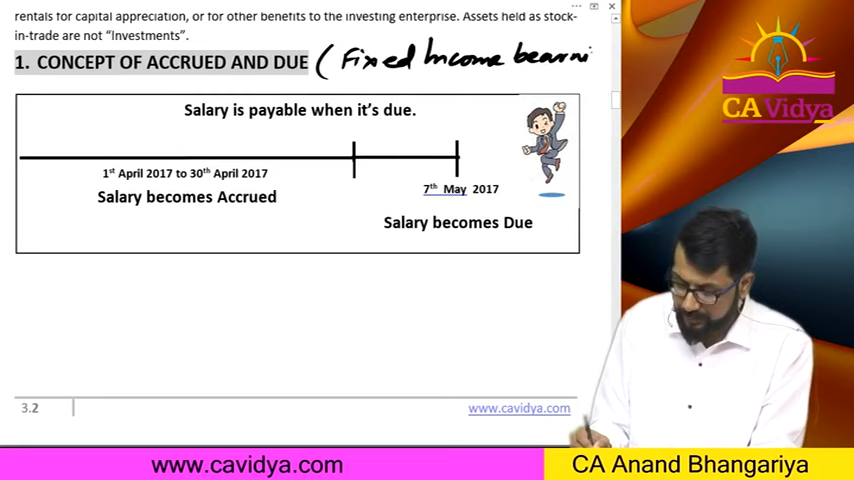 rentals for capital appreciation, or for other benefits to the investing enterprise. Assets held as stock-
in-trade are not "Investments".
1. CONCEPT OF ACCRUED AND DUE (Fixed Income bearni
Salary is payable when it's due.
1st April 2017 to 30th April 2017
Salary becomes Accrued
7th May 2017
Salary becomes Due
3.2
www.cavidya.com
CA Vidya
www.cavidya.com
CA Anand Bhangariya